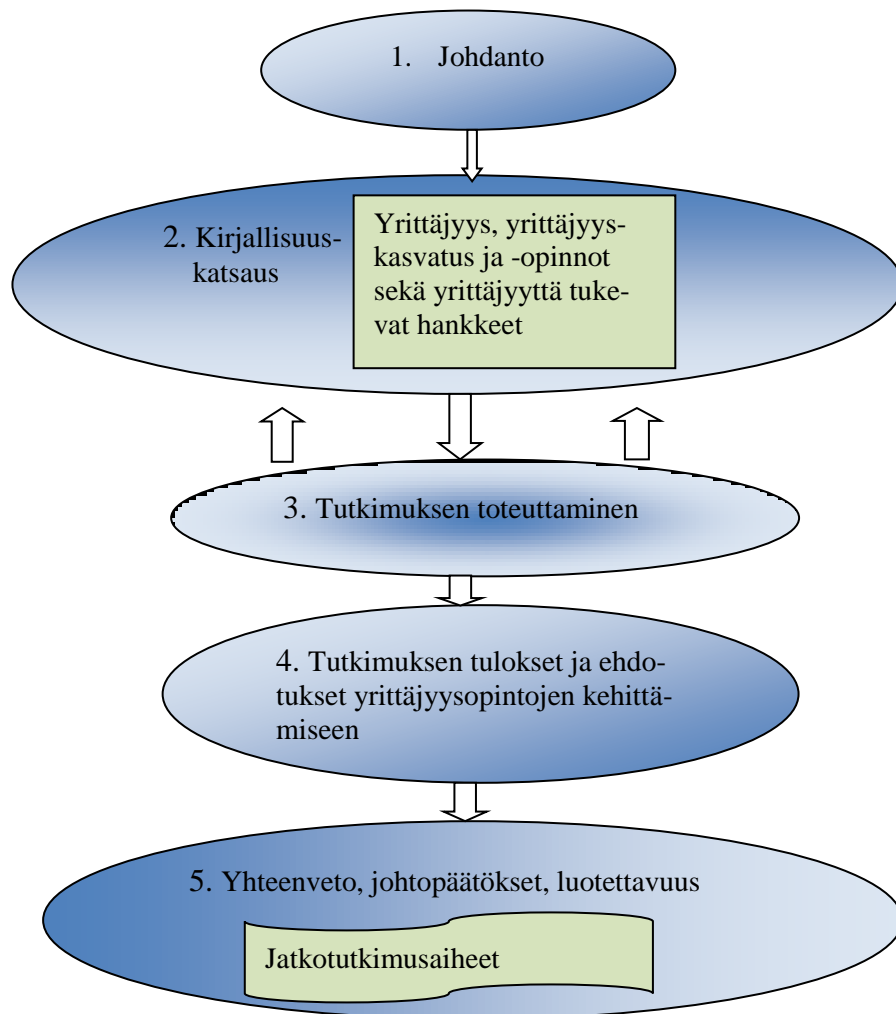 1. Johdanto
2. Kirjallisuus-
katsaus
Yrittäjyys, yrittäjyys-
kasvatus ja -opinnot
sekä yrittäjyyttä tuke-
vat hankkeet
3. Tutkimuksen toteuttaminen
4. Tutkimuksen tulokset ja ehdo-
tukset yrittäjyysopintojen kehittä-
miseen
5. Yhteenveto, johtopäätökset, luotettavuus
Jatkotutkimusaiheet